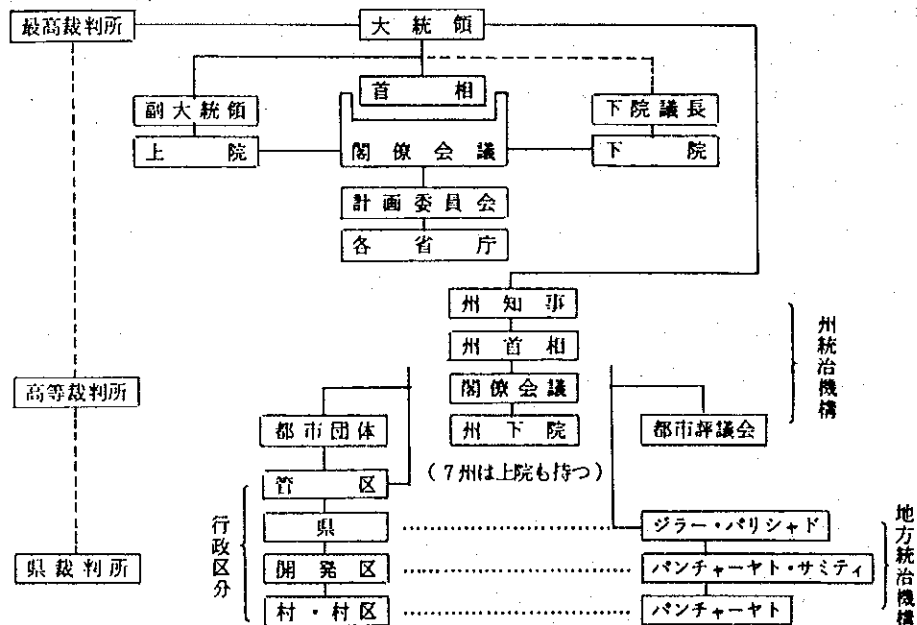 最高裁判所 大統領
首相
副大統領 下院議長
上院 閣僚会議 下院
計画委員会
各省庁
州知事
州首相
高等裁判所 閣僚会議
都市団体 州下院 都市評議会
(7州は上院も持つ)
管区
県 ジラー・パリシャド
県裁判所 開発区 パンチャーヤト・サミティ
村・村区 パンチャーヤト
州統治機構
行政区分
地方統治機構